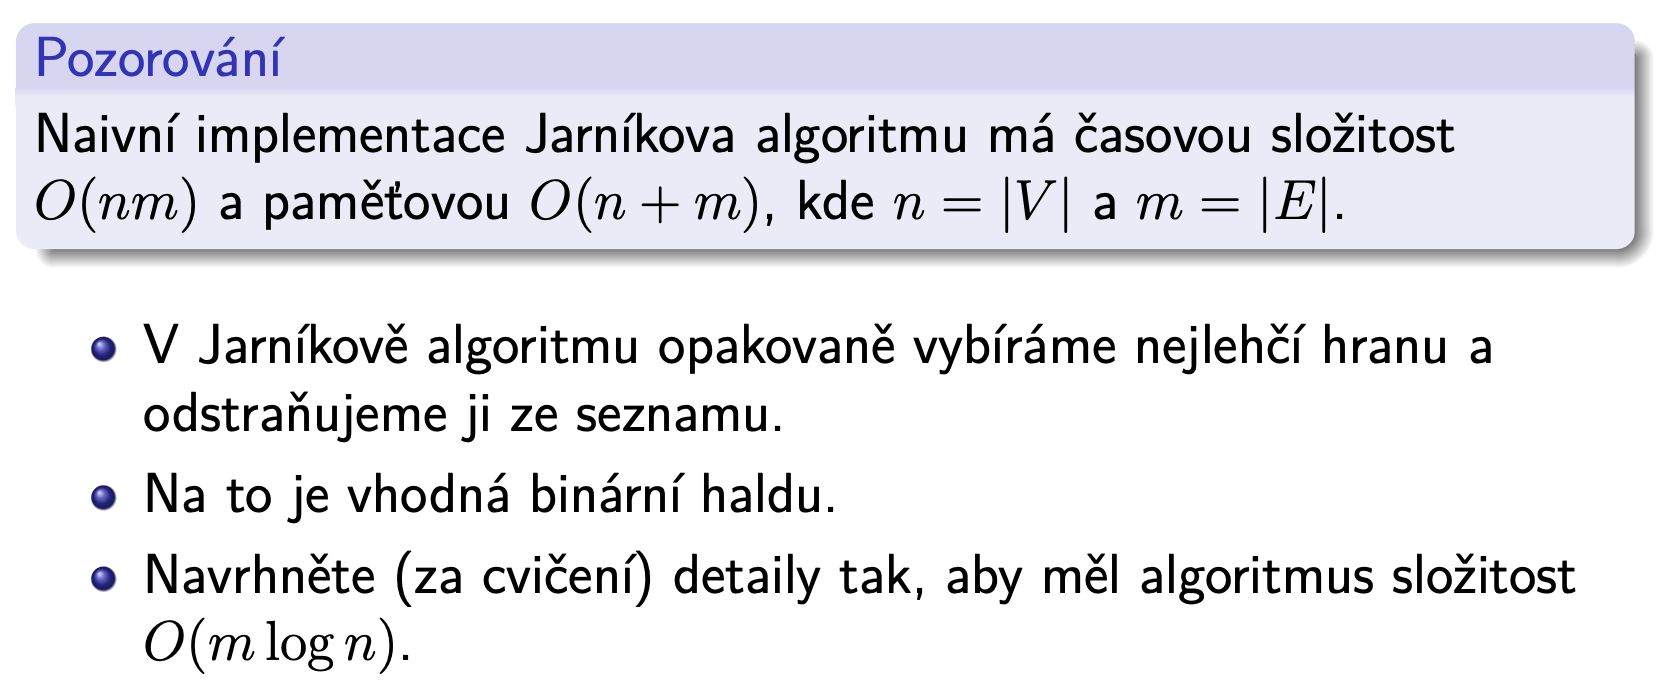 Pozorování
Naivní implementace Jarníkova algoritmu má časovou složitost
O(nm) a paměťovou O(n + m), kde n = |V| a m = |E|.
V Jarníkově algoritmu opakovaně vybíráme nejlehčí hranu a
odstraňujeme ji ze seznamu.
Na to je vhodná binární haldu.
Navrhněte (za cvičení) detaily tak, aby měl algoritmus složitost
O(m log n).